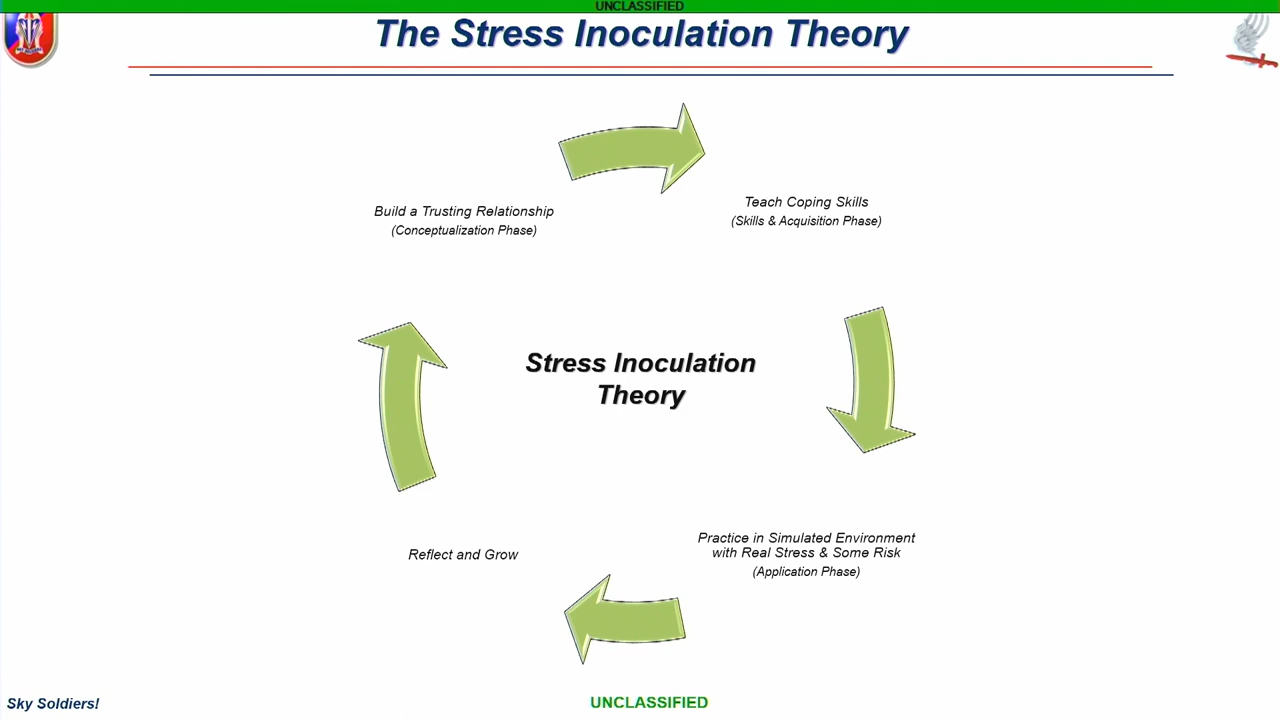 UNCLASSIFIED
The Stress Inoculation Theory
Build a Trusting Relationship
(Conceptualization Phase)
Teach Coping Skills
(Skills & Acquisition Phase)
Stress Inoculation
Theory
Practice in Simulated Environment
with Real Stress & Some Risk
(Application Phase)
Reflect and Grow
Sky Soldiers!
UNCLASSIFIED